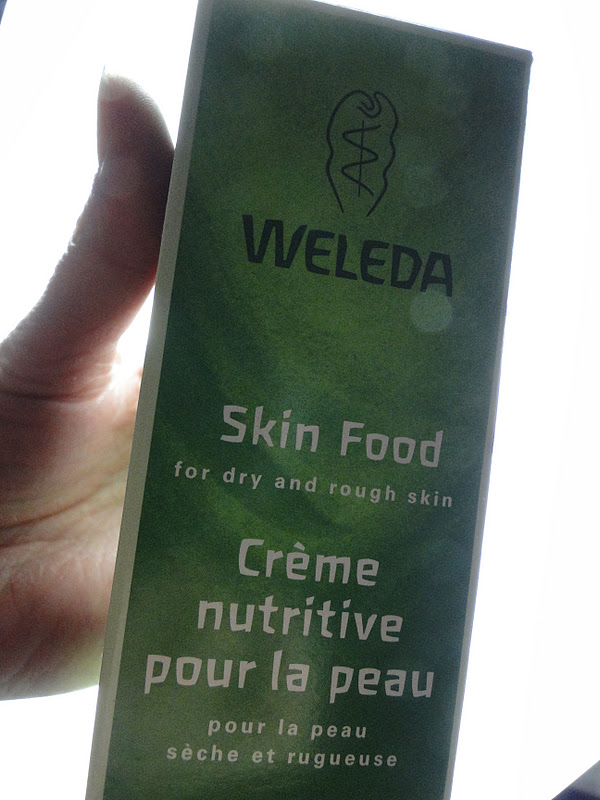 WELEDA
Skin Food
for dry and rough skin
Crème
nutritive
pour la peau
pour la peau
sèche et rugueuse